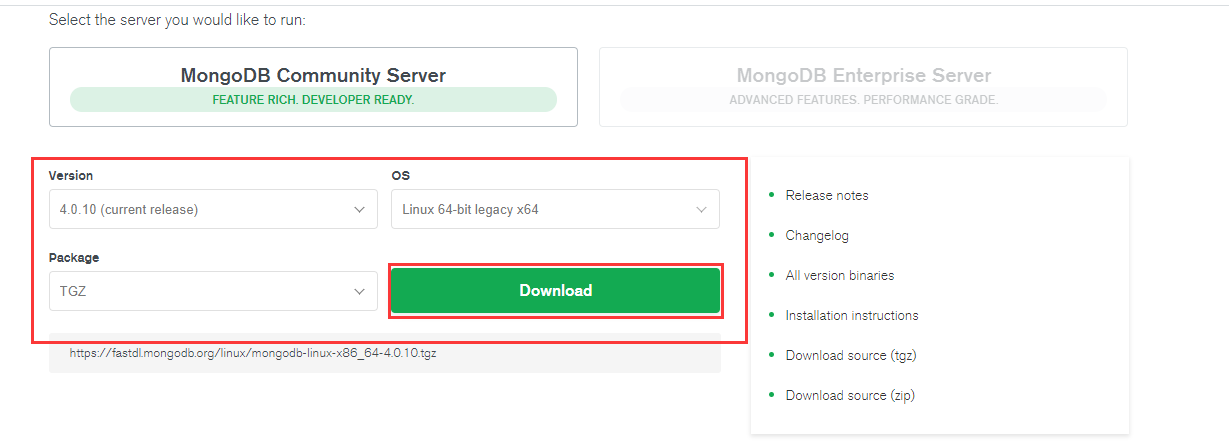 Select the server you would like to run:
MongoDB Community Server
FEATURE RICH. DEVELOPER READY.
MongoDB Enterprise Server
ADVANCED FEATURES. PERFORMANCE GRADE.
Version
OS
4.0.10 (current release)
Linux 64-bit legacy x64
Package
TGZ
Download
https://fastdl.mongodb.org/linux/mongodb-linux-x86_64-4.0.10.tgz
Release notes
Changelog
All version binaries
Installation instructions
Download source (tgz)
Download source (zip)